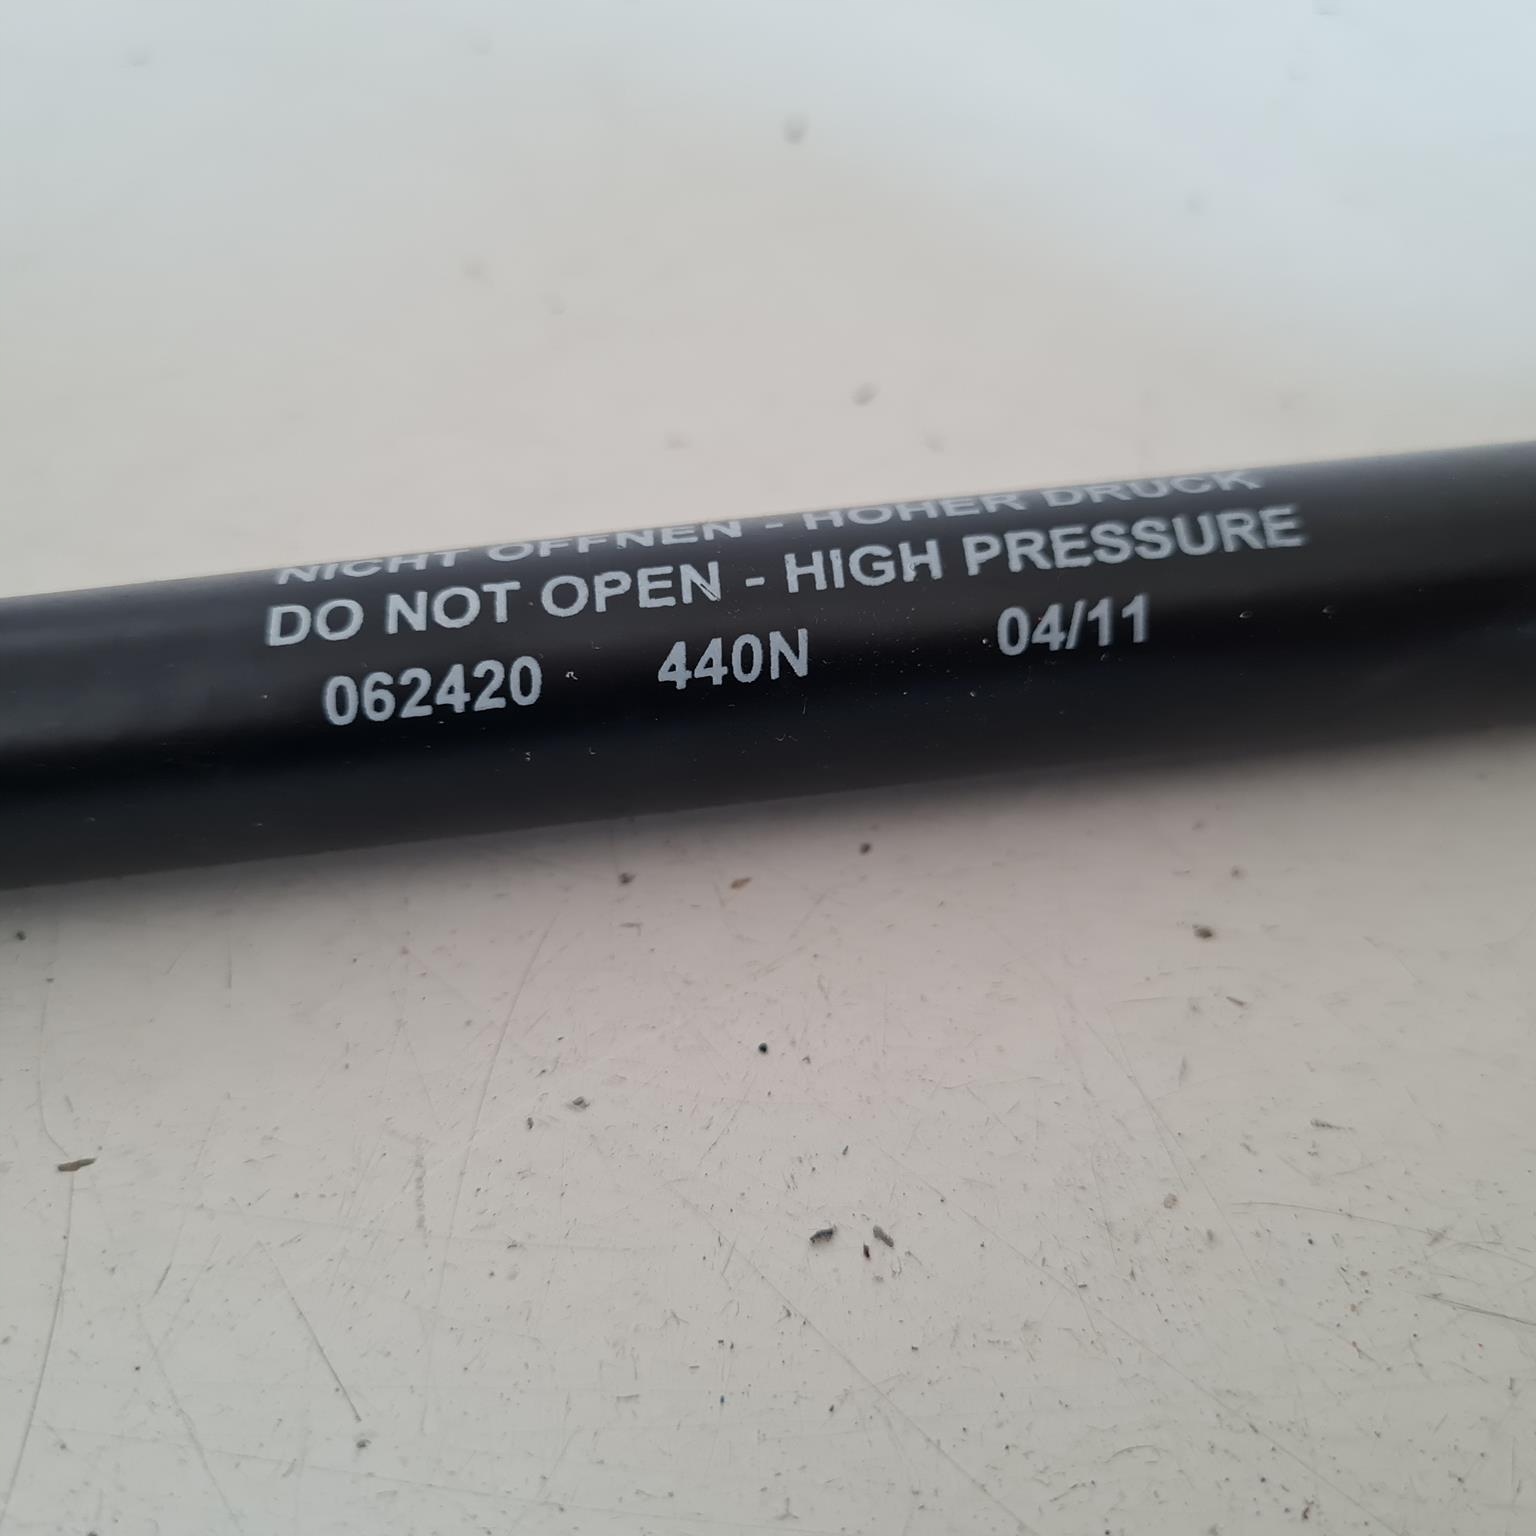 NICHT ÖFFNEN - HOHER DRUCK
DO NOT OPEN - HIGH PRESSURE
062420 440N 04/11